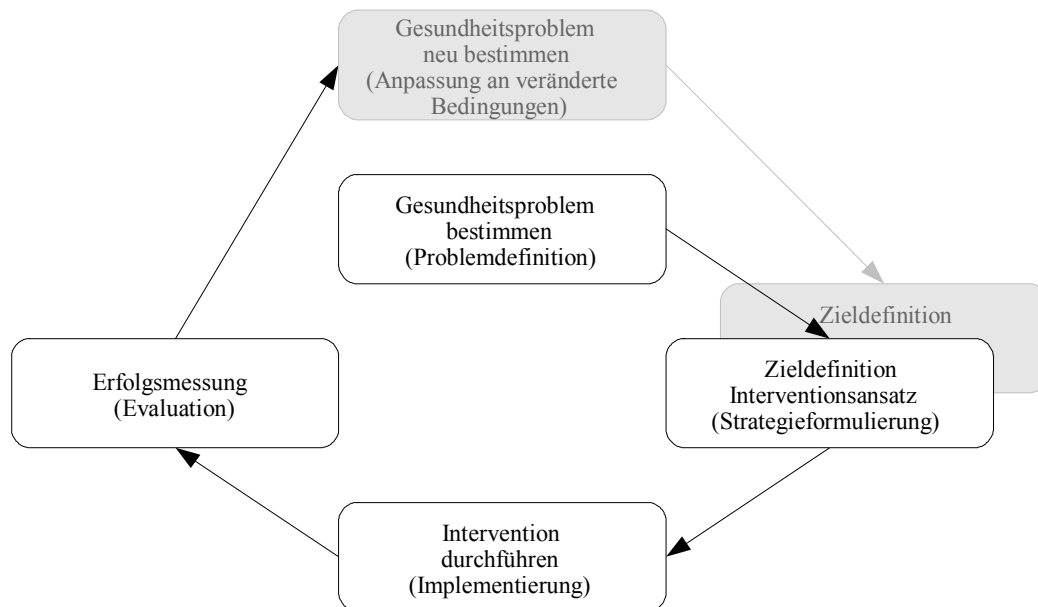 Gesundheitsproblem
neu bestimmen
(Anpassung an veränderte
Bedingungen)
Gesundheitsproblem
bestimmen
(Problemdefinition)
Zieldefinition
Zieldefinition
Interventionsansatz
(Strategieformulierung)
Erfolgsmessung
(Evaluation)
Intervention
durchführen
(Implementierung)